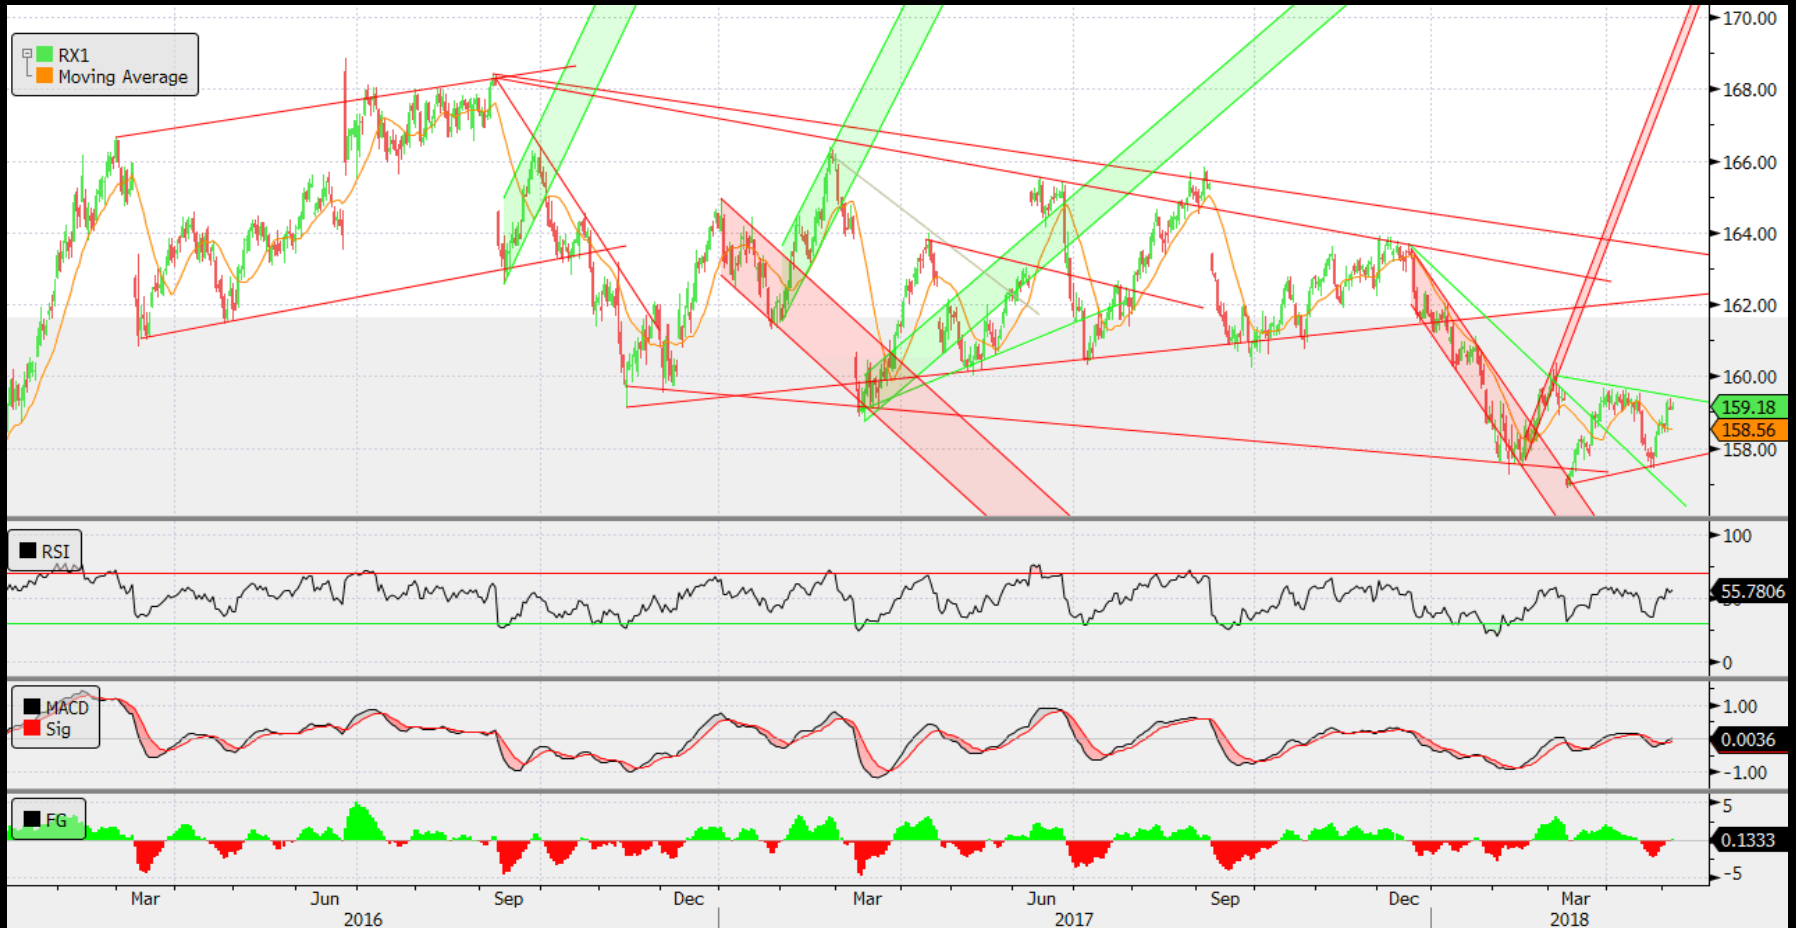 170.00
RX1
Moving Average
168.00
166.00
164.00
162.00
160.00
159.18
158.56
158.00
RSI
100
55.7806
0
MACD
Sig
1.00
0.0036
-1.00
FG
5
0.1333
-5
Mar Jun Sep Dec Mar Jun Sep Dec Mar
2016 2017 2018